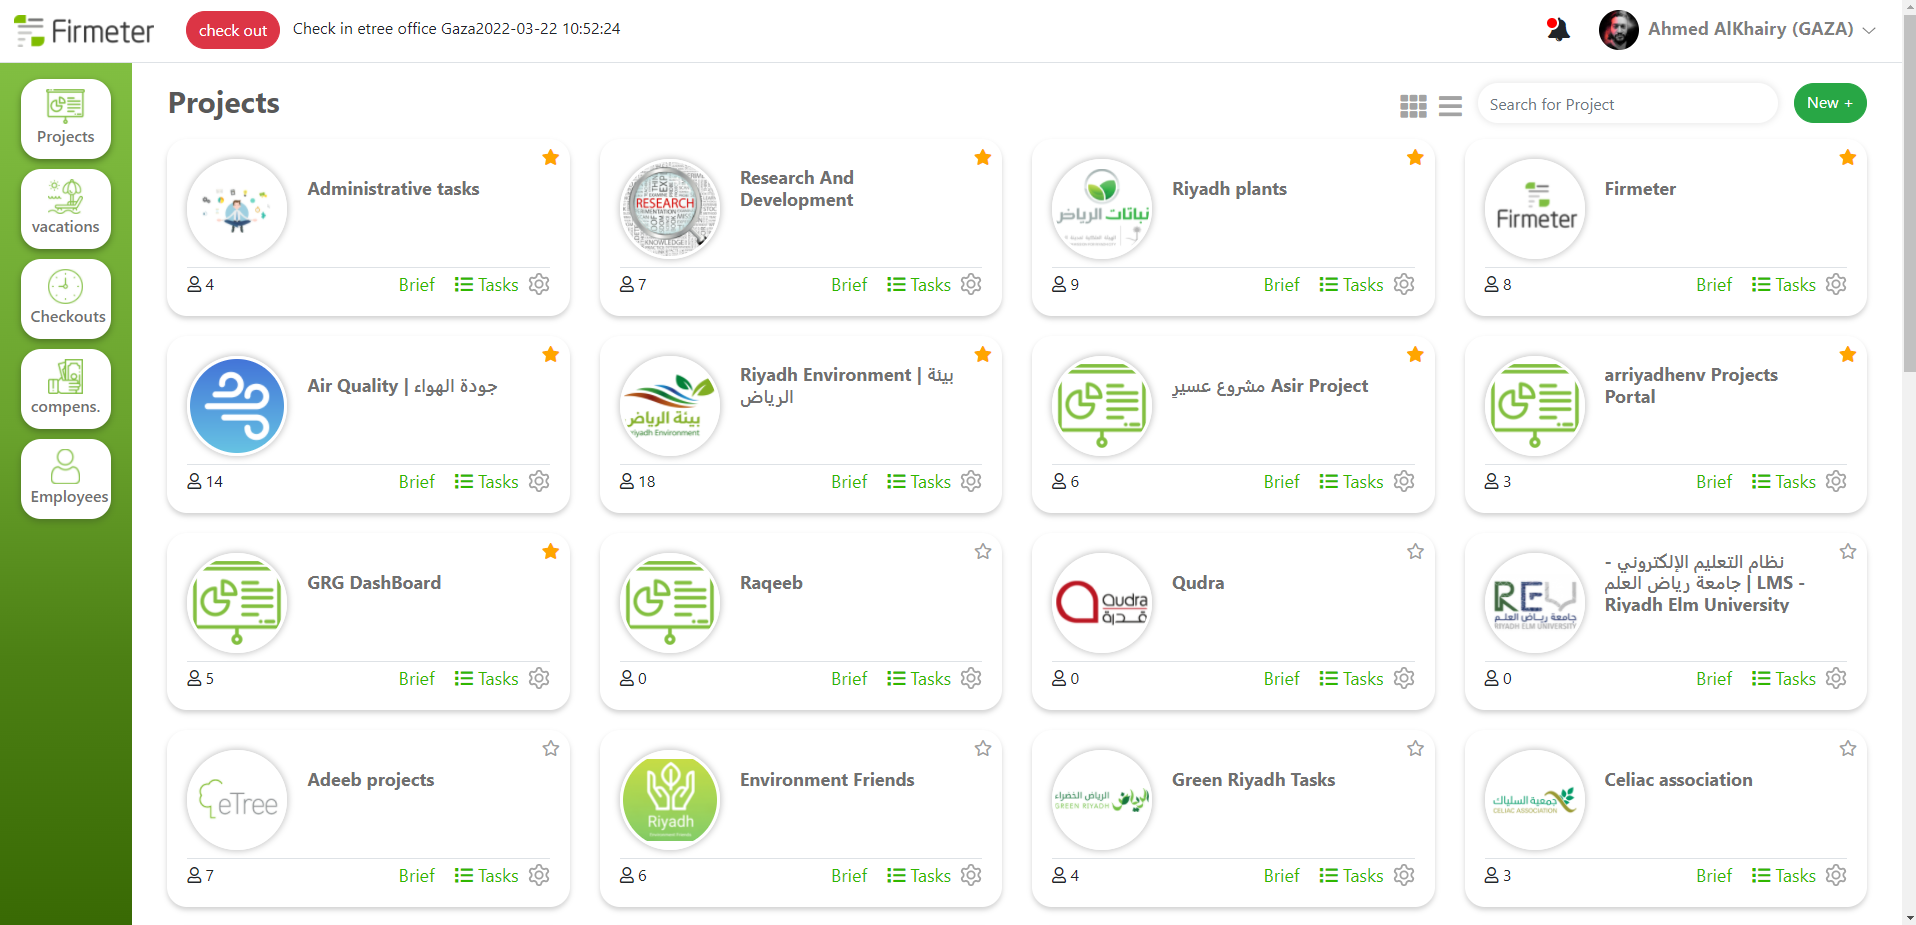 Firmeter
check out
Check in etree office Gaza2022-03-22 10:52:24
Ahmed AlKhairy (GAZA)
Projects
vacations
Checkouts
compens.
Employees
Projects
Search for Project
New +
Administrative tasks
4 Brief Tasks
RESEARCH
KNOWLEDGE
Research And
Development
7 Brief Tasks
نباتات الرياض
Riyadh plants
9 Brief Tasks
Firmeter
Firmeter
8 Brief Tasks
Air Quality | جودة الهواء
14 Brief Tasks
بيئة الرياض
riyadh Environment
Riyadh Environment | بيئة
الرياض
18 Brief Tasks
مشروع عسير Asir Project
6 Brief Tasks
arriyadhenv Projects
Portal
3 Brief Tasks
GRG DashBoard
5 Brief Tasks
Raqeeb
0 Brief Tasks
Qudra
قدرة
Qudra
0 Brief Tasks
REU
جامعة رياض العلم
RIYADH ELM UNIVERSITY
نظام التعليم الإلكتروني -
جامعة رياض العلم | LMS -
Riyadh Elm University
0 Brief Tasks
eTree
Adeeb projects
7 Brief Tasks
Riyadh
Environment Friends
Environment Friends
6 Brief Tasks
الرياض الخضراء
GREEN RIYADH
الرياض
Green Riyadh Tasks
4 Brief Tasks
جمعية السلياك
CELIAC ASSOCIATION
Celiac association
3 Brief Tasks